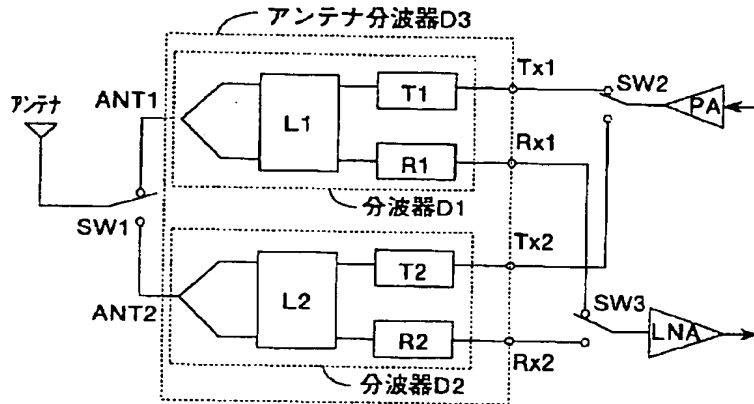 アンテナ分波器D3
Tx1
SW2
アンテナ
ANT1
L1
T1
PA
Rx1
R1
SW1
分波器D1
Tx2
ANT2
L2
T2
SW3
R2
LNA
Rx2
分波器D2